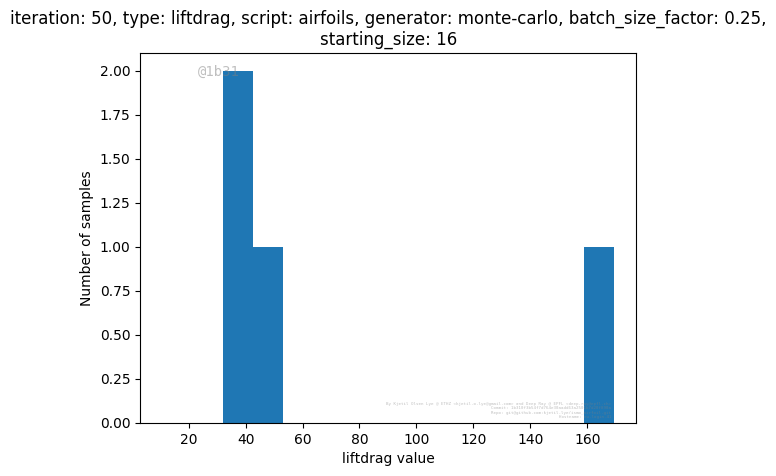 iteration: 50, type: liftdrag, script: airfoils, generator: monte-carlo, batch_size_factor: 0.25,
starting_size: 16
@1b31
2.00
1.75
1.50
1.25
1.00
0.75
0.50
0.25
0.00
Number of samples
20 40 60 80 100 120 140 160
liftdrag value